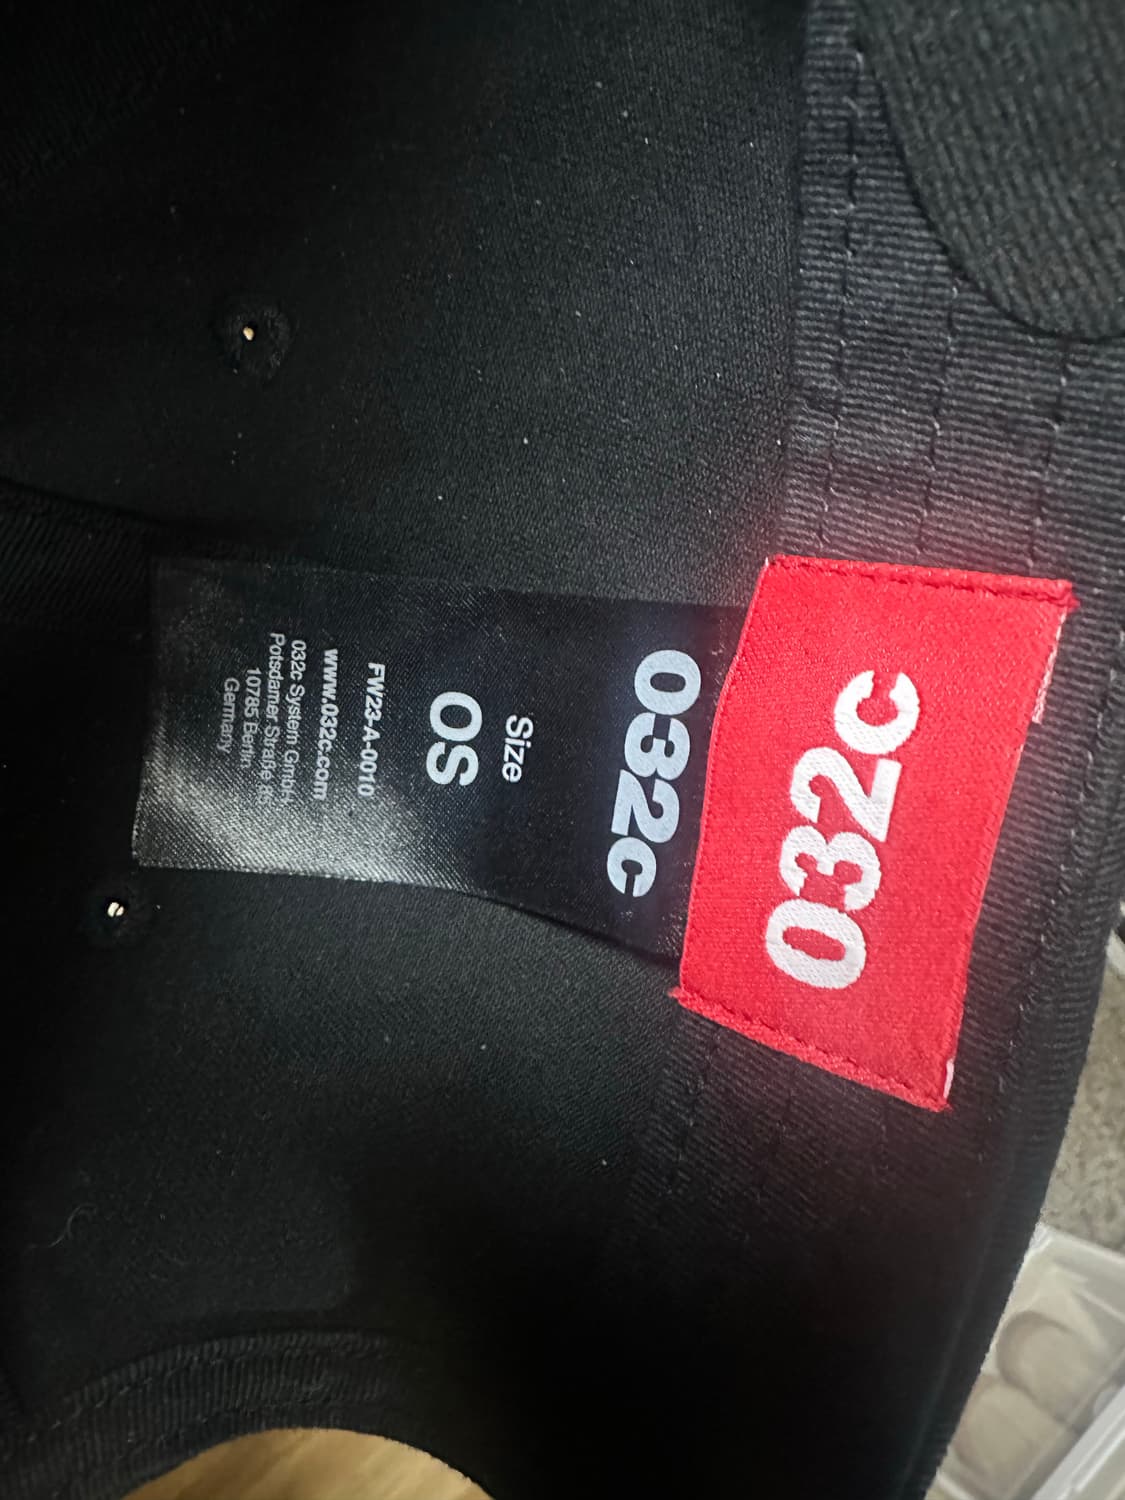 032c
032c
Size
OS
FW23-A-0010
www.032c.com
032c System GmbH
Potsdamer Straße
10785 Berlin
Germany